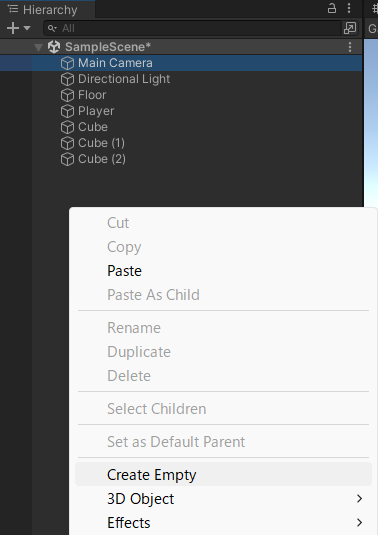 Hierarchy
All
SampleScene*
Main Camera
Directional Light
Floor
Player
Cube
Cube (1)
Cube (2)
Cut
Copy
Paste
Paste As Child
Rename
Duplicate
Delete
Select Children
Set as Default Parent
Create Empty
3D Object
Effects